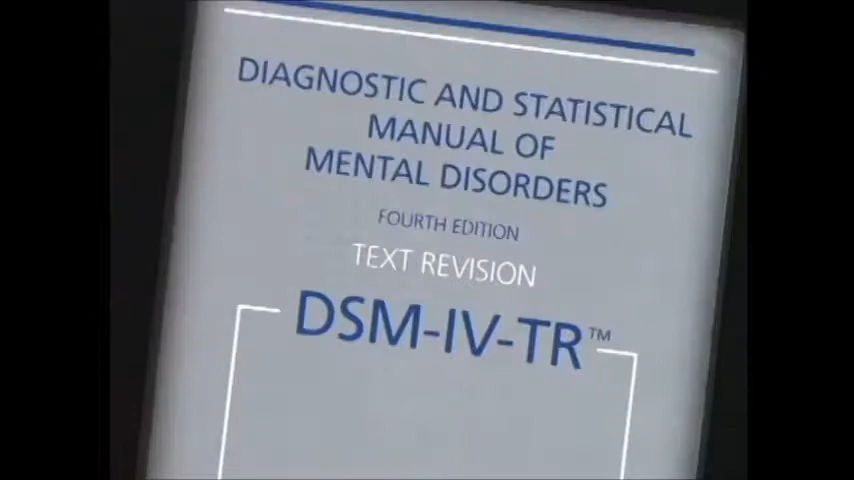 DIAGNOSTIC AND STATISTICAL
MANUAL OF
MENTAL DISORDERS
FOURTH EDITION
TEXT REVISION
DSM-IV-TR™